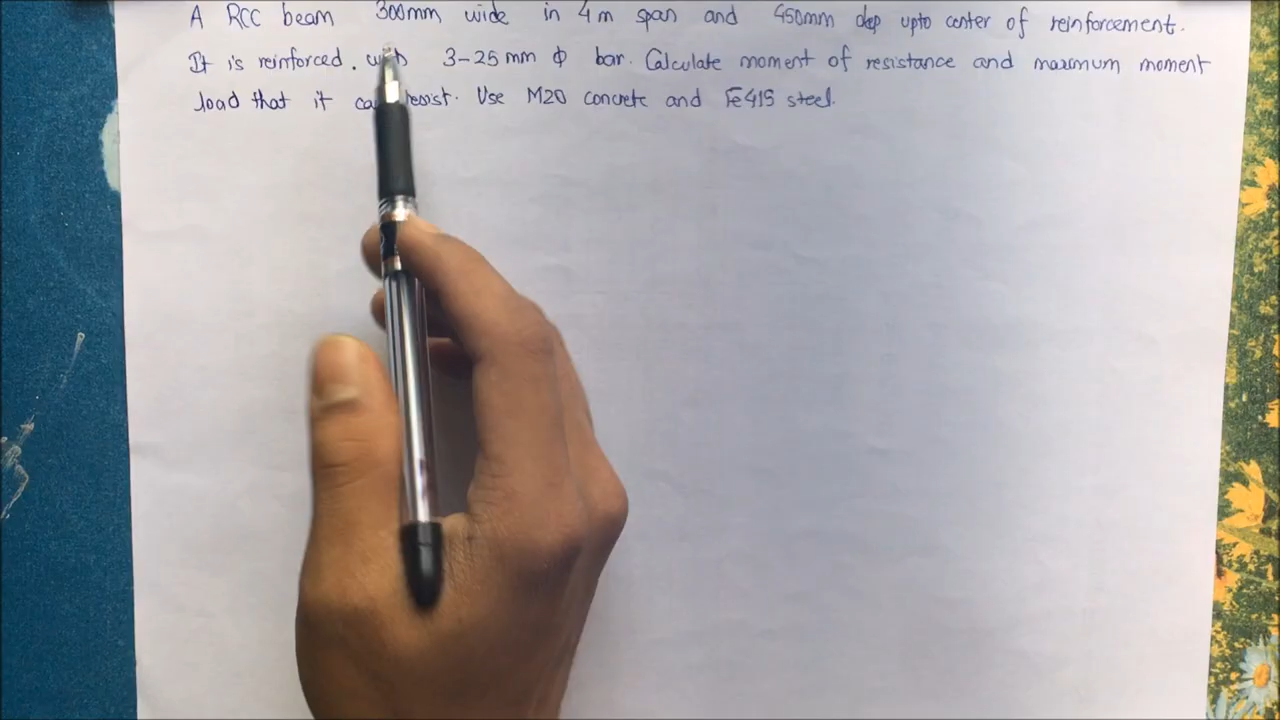 A RCC beam 300mm wide in 4m span and 450mm dep upto center of reinforcement.
It is reinforced . with 3-25 mm ϕ bar. Calculate moment of resistance and maximum moment
load that it can resist. Use M20 concrete and Fe415 steel.